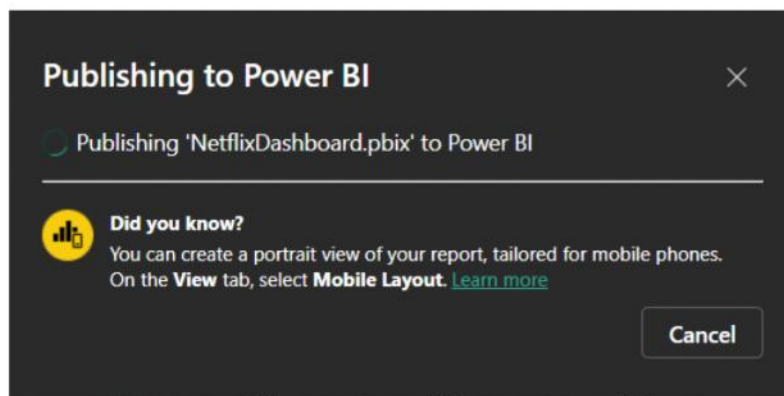 Publishing to Power BI
Publishing 'NetflixDashboard.pbix' to Power BI
Did you know?
You can create a portrait view of your report, tailored for mobile phones.
On the View tab, select Mobile Layout. Learn more
Cancel